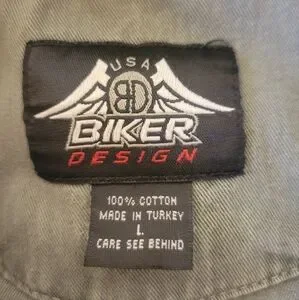 USA
BD
BIKER
DESIGN
100% COTTON
MADE IN TURKEY
L
CARE SEE BEHIND